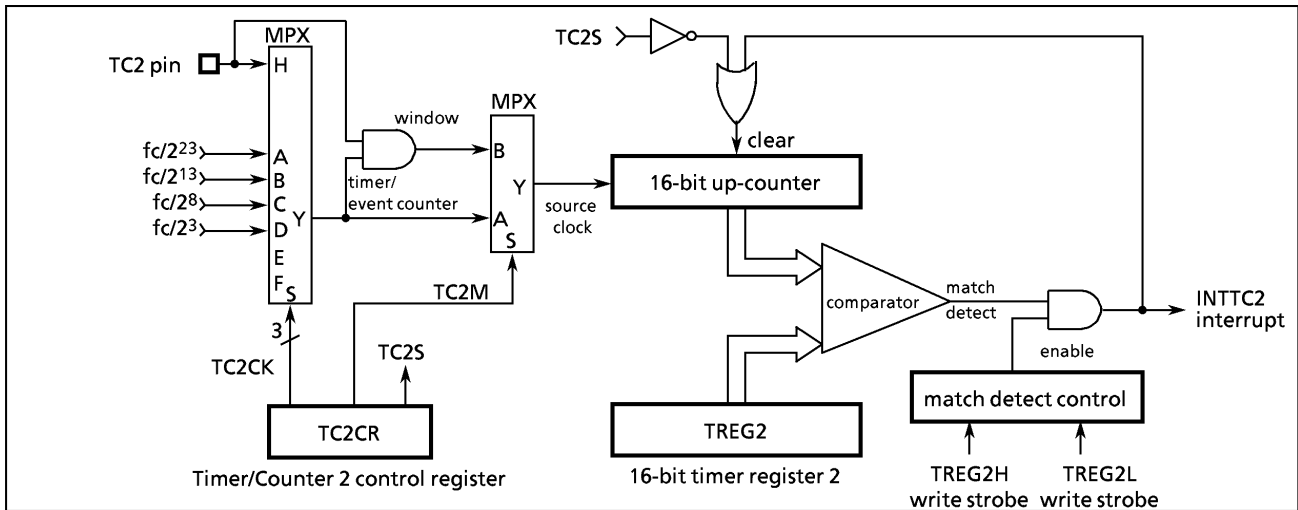 MPX
TC2 pin
H
TC2S
MPX
window
clear
fc/2²³
A
B
16-bit up-counter
fc/2¹³
B
timer/
Y
fc/2⁸
C
Y
event counter
A
source
clock
fc/2³
D
S
E
F
S
TC2M
comparator
match
detect
INTTC2
interrupt
3
TC2CK
TC2S
enable
match detect control
TC2CR
TREG2
Timer/Counter 2 control register
16-bit timer register 2
TREG2H
write strobe
TREG2L
write strobe